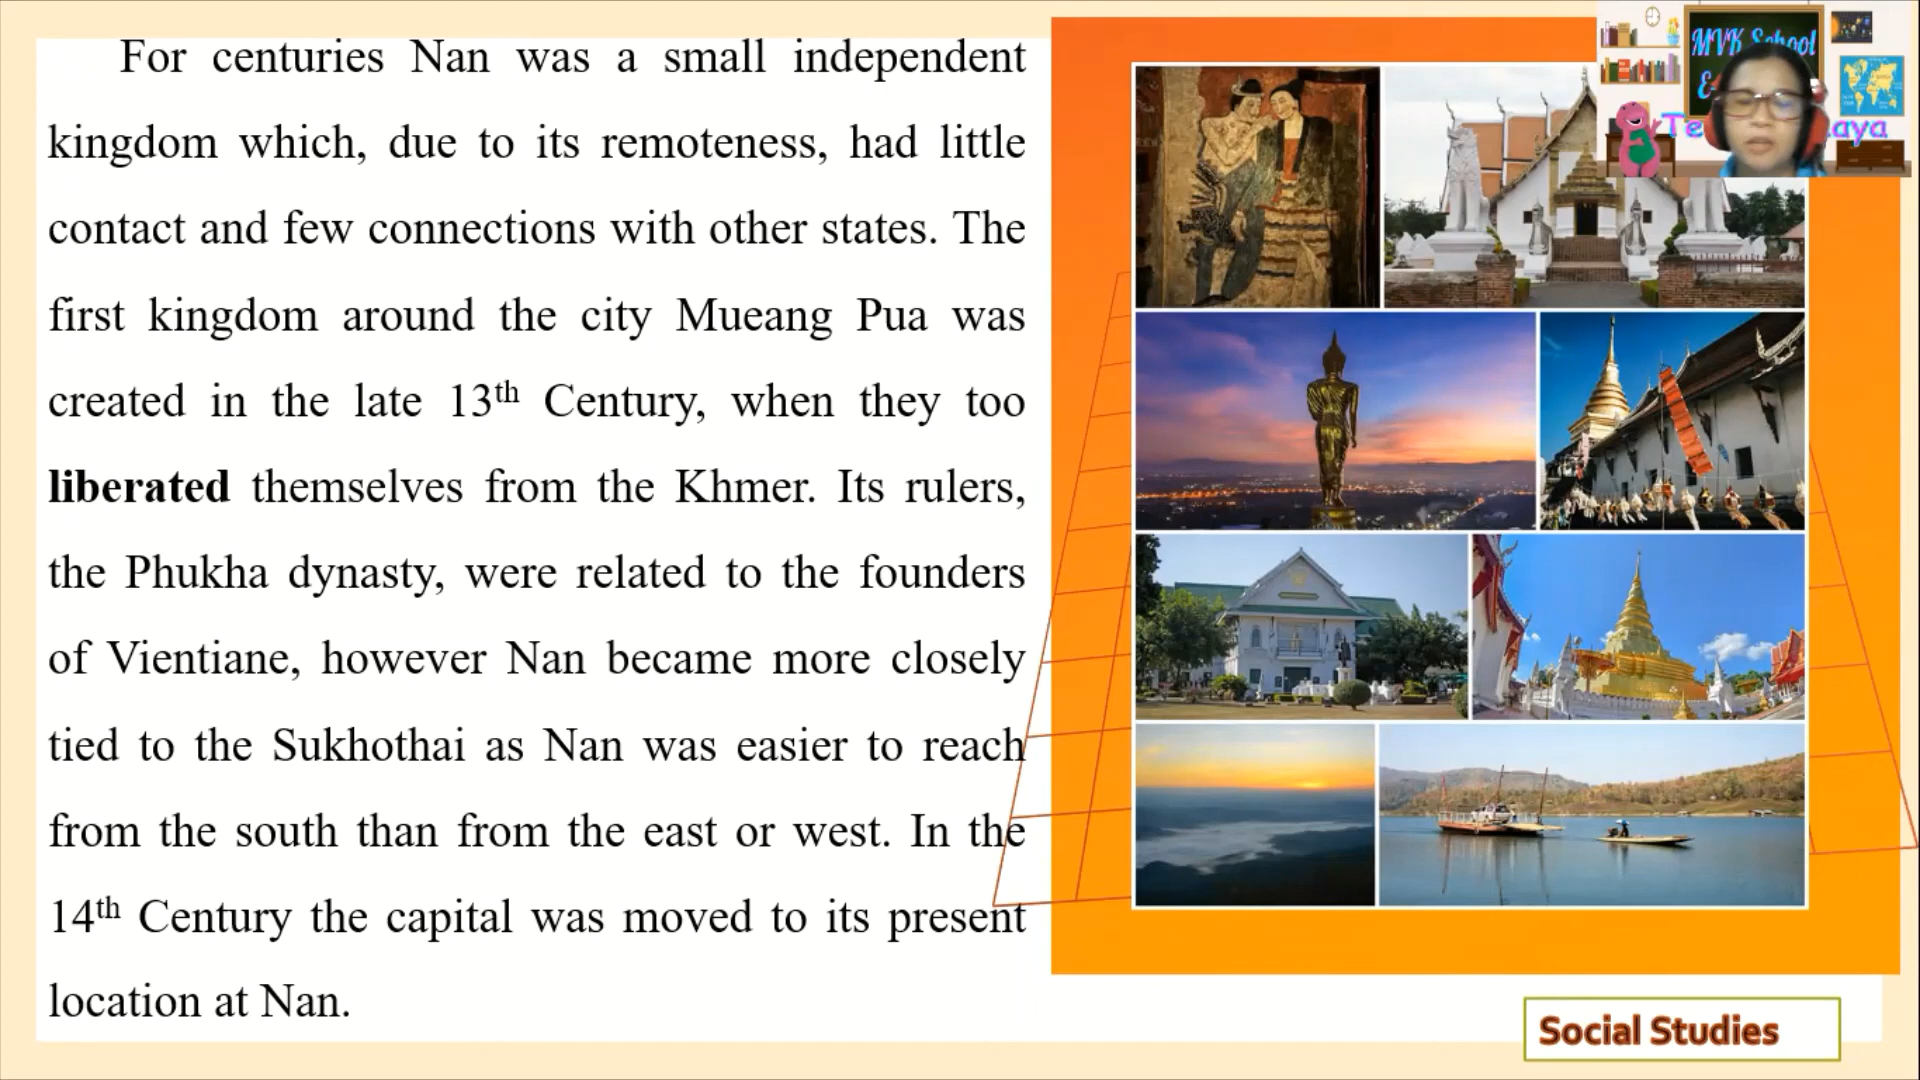 For centuries Nan was a small independent
kingdom which, due to its remoteness, had little
contact and few connections with other states. The
first kingdom around the city Mueang Pua was
created in the late 13th Century, when they too
liberated themselves from the Khmer. Its rulers,
the Phukha dynasty, were related to the founders
of Vientiane, however Nan became more closely
tied to the Sukhothai as Nan was easier to reach
from the south than from the east or west. In the
14th Century the capital was moved to its present
location at Nan.
MVK School
Social Studies